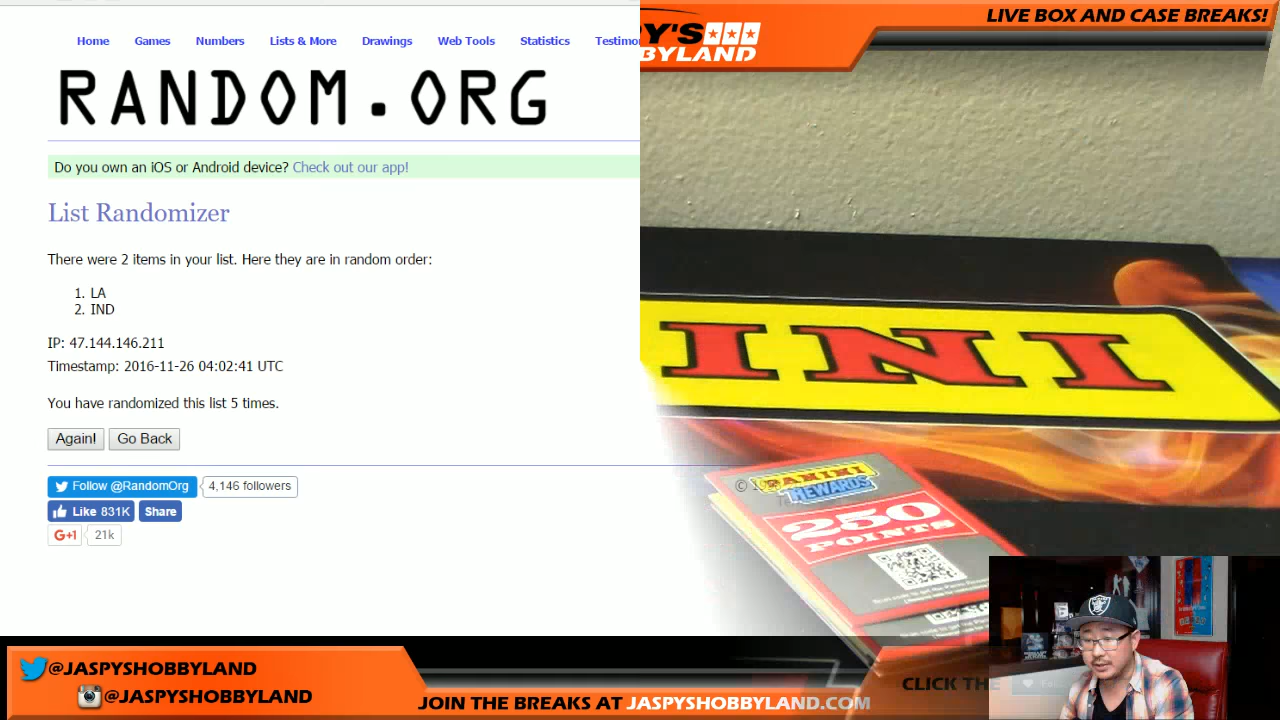 Home Games Numbers Lists & More Drawings Web Tools Statistics
RANDOM.ORG
Do you own an iOS or Android device? Check out our app!
List Randomizer
There were 2 items in your list. Here they are in random order:
1. LA
2. IND
IP: 47.144.146.211
Timestamp: 2016-11-26 04:02:41 UTC
You have randomized this list 5 times.
Again! Go Back
Follow @RandomOrg 4,146 followers
Like 831K Share
G+1 21k
LIVE BOX AND CASE BREAKS!
INI
PANINI
REWARDS
250
POINTS
@JASPYSHOBBYLAND
@JASPYSHOBBYLAND
JOIN THE BREAKS AT JASPYSHOBBYLAND.COM
CLICK THE